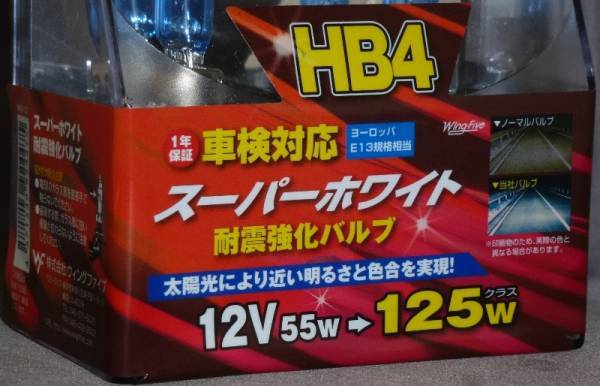 HB4
1年
保証
車検対応
ヨーロッパ
E13規格相当
Wing Five
▼ノーマルバルブ
▼当社バルブ
※印刷物のため、実際の色と
異なる場合があります。
スーパーホワイト
耐震強化バルブ
太陽光により近い明るさと色合を実現!
12V 55W → 125W クラス
スーパーホワイト
耐震強化バルブ
株式会社ウィングファイブ